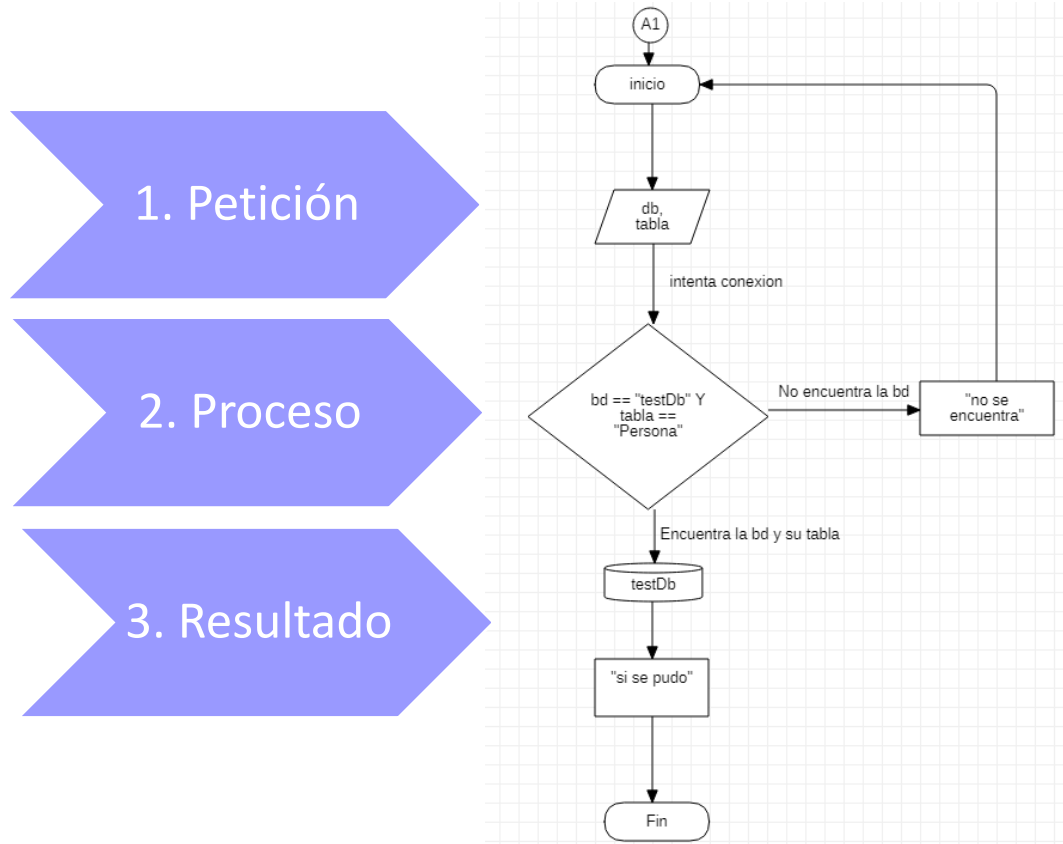 1. Petición
2. Proceso
3. Resultado
A1
inicio
db,
tabla
intenta conexion
bd == "testDb" Y
tabla ==
"Persona"
No encuentra la bd
"no se
encuentra"
Encuentra la bd y su tabla
testDb
"si se pudo"
Fin